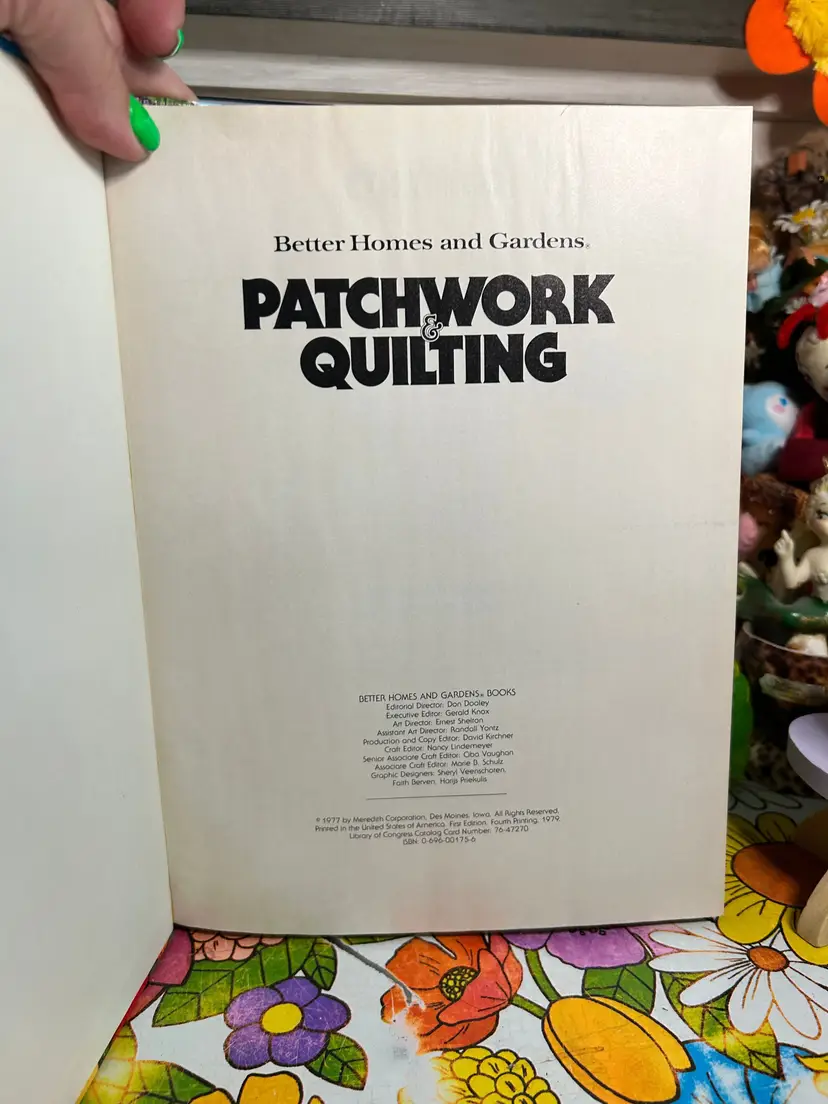 Better Homes and Gardens®
PATCHWORK
&
QUILTING
BETTER HOMES AND GARDENS® BOOKS
Editorial Director: Don Dooley
Executive Editor: Gerald Knox
Art Director: Ernest Shelton
Assistant Art Director: Randall Yontz
Production and Copy Editor: David Kirchner
Craft Editor: Nancy Lindemeyer
Senior Associate Craft Editor: Ciba Vaughan
Associate Craft Editor: Marie B. Schulz
Graphic Designers: Sheryl Veenschoten,
Faith Berven, Harijs Priekulis
© 1977 by Meredith Corporation, Des Moines, Iowa. All Rights Reserved.
Printed in the United States of America. First Edition. Fourth Printing, 1979.
Library of Congress Catalog Card Number: 76-47270
ISBN: 0-696-00175-6